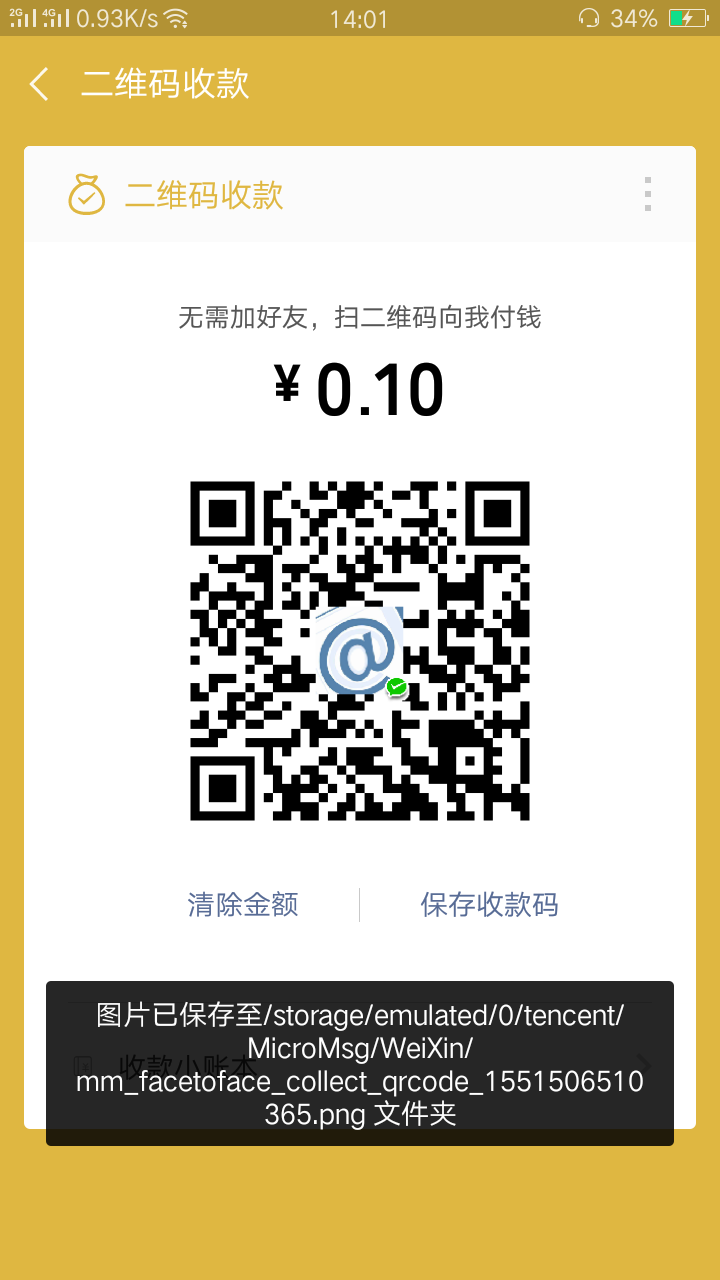 2G 4G 0.93K/s 14:01 34%
二维码收款
二维码收款
无需加好友，扫二维码向我付钱
¥ 0.10
@
清除金额 保存收款码
图片已保存至/storage/emulated/0/tencent/
MicroMsg/WeiXin/
收款小账本
mm_facetoface_collect_qrcode_1551506510
365.png 文件夹